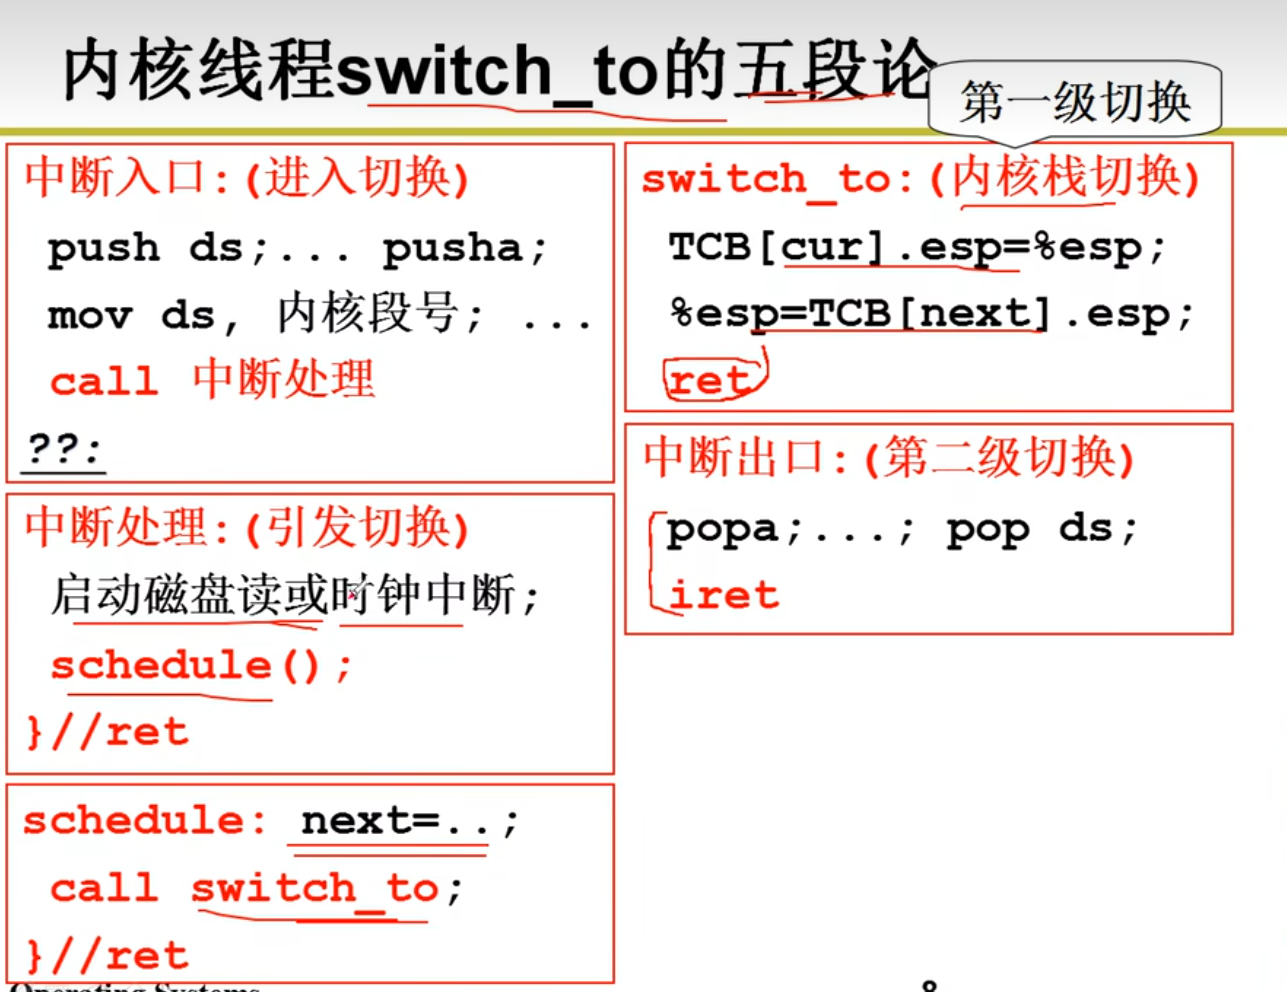 内核线程switch_to的五段论
第一级切换
中断入口:(进入切换)
push ds;... pusha;
mov ds, 内核段号; ...
call 中断处理
??:
中断处理:(引发切换)
启动磁盘读或时钟中断;
schedule();
}//ret
schedule: next=..;
call switch_to;
}//ret
switch_to:(内核栈切换)
TCB[cur].esp=%esp;
%esp=TCB[next].esp;
ret
中断出口:(第二级切换)
popa;...; pop ds;
iret
Operating Systems